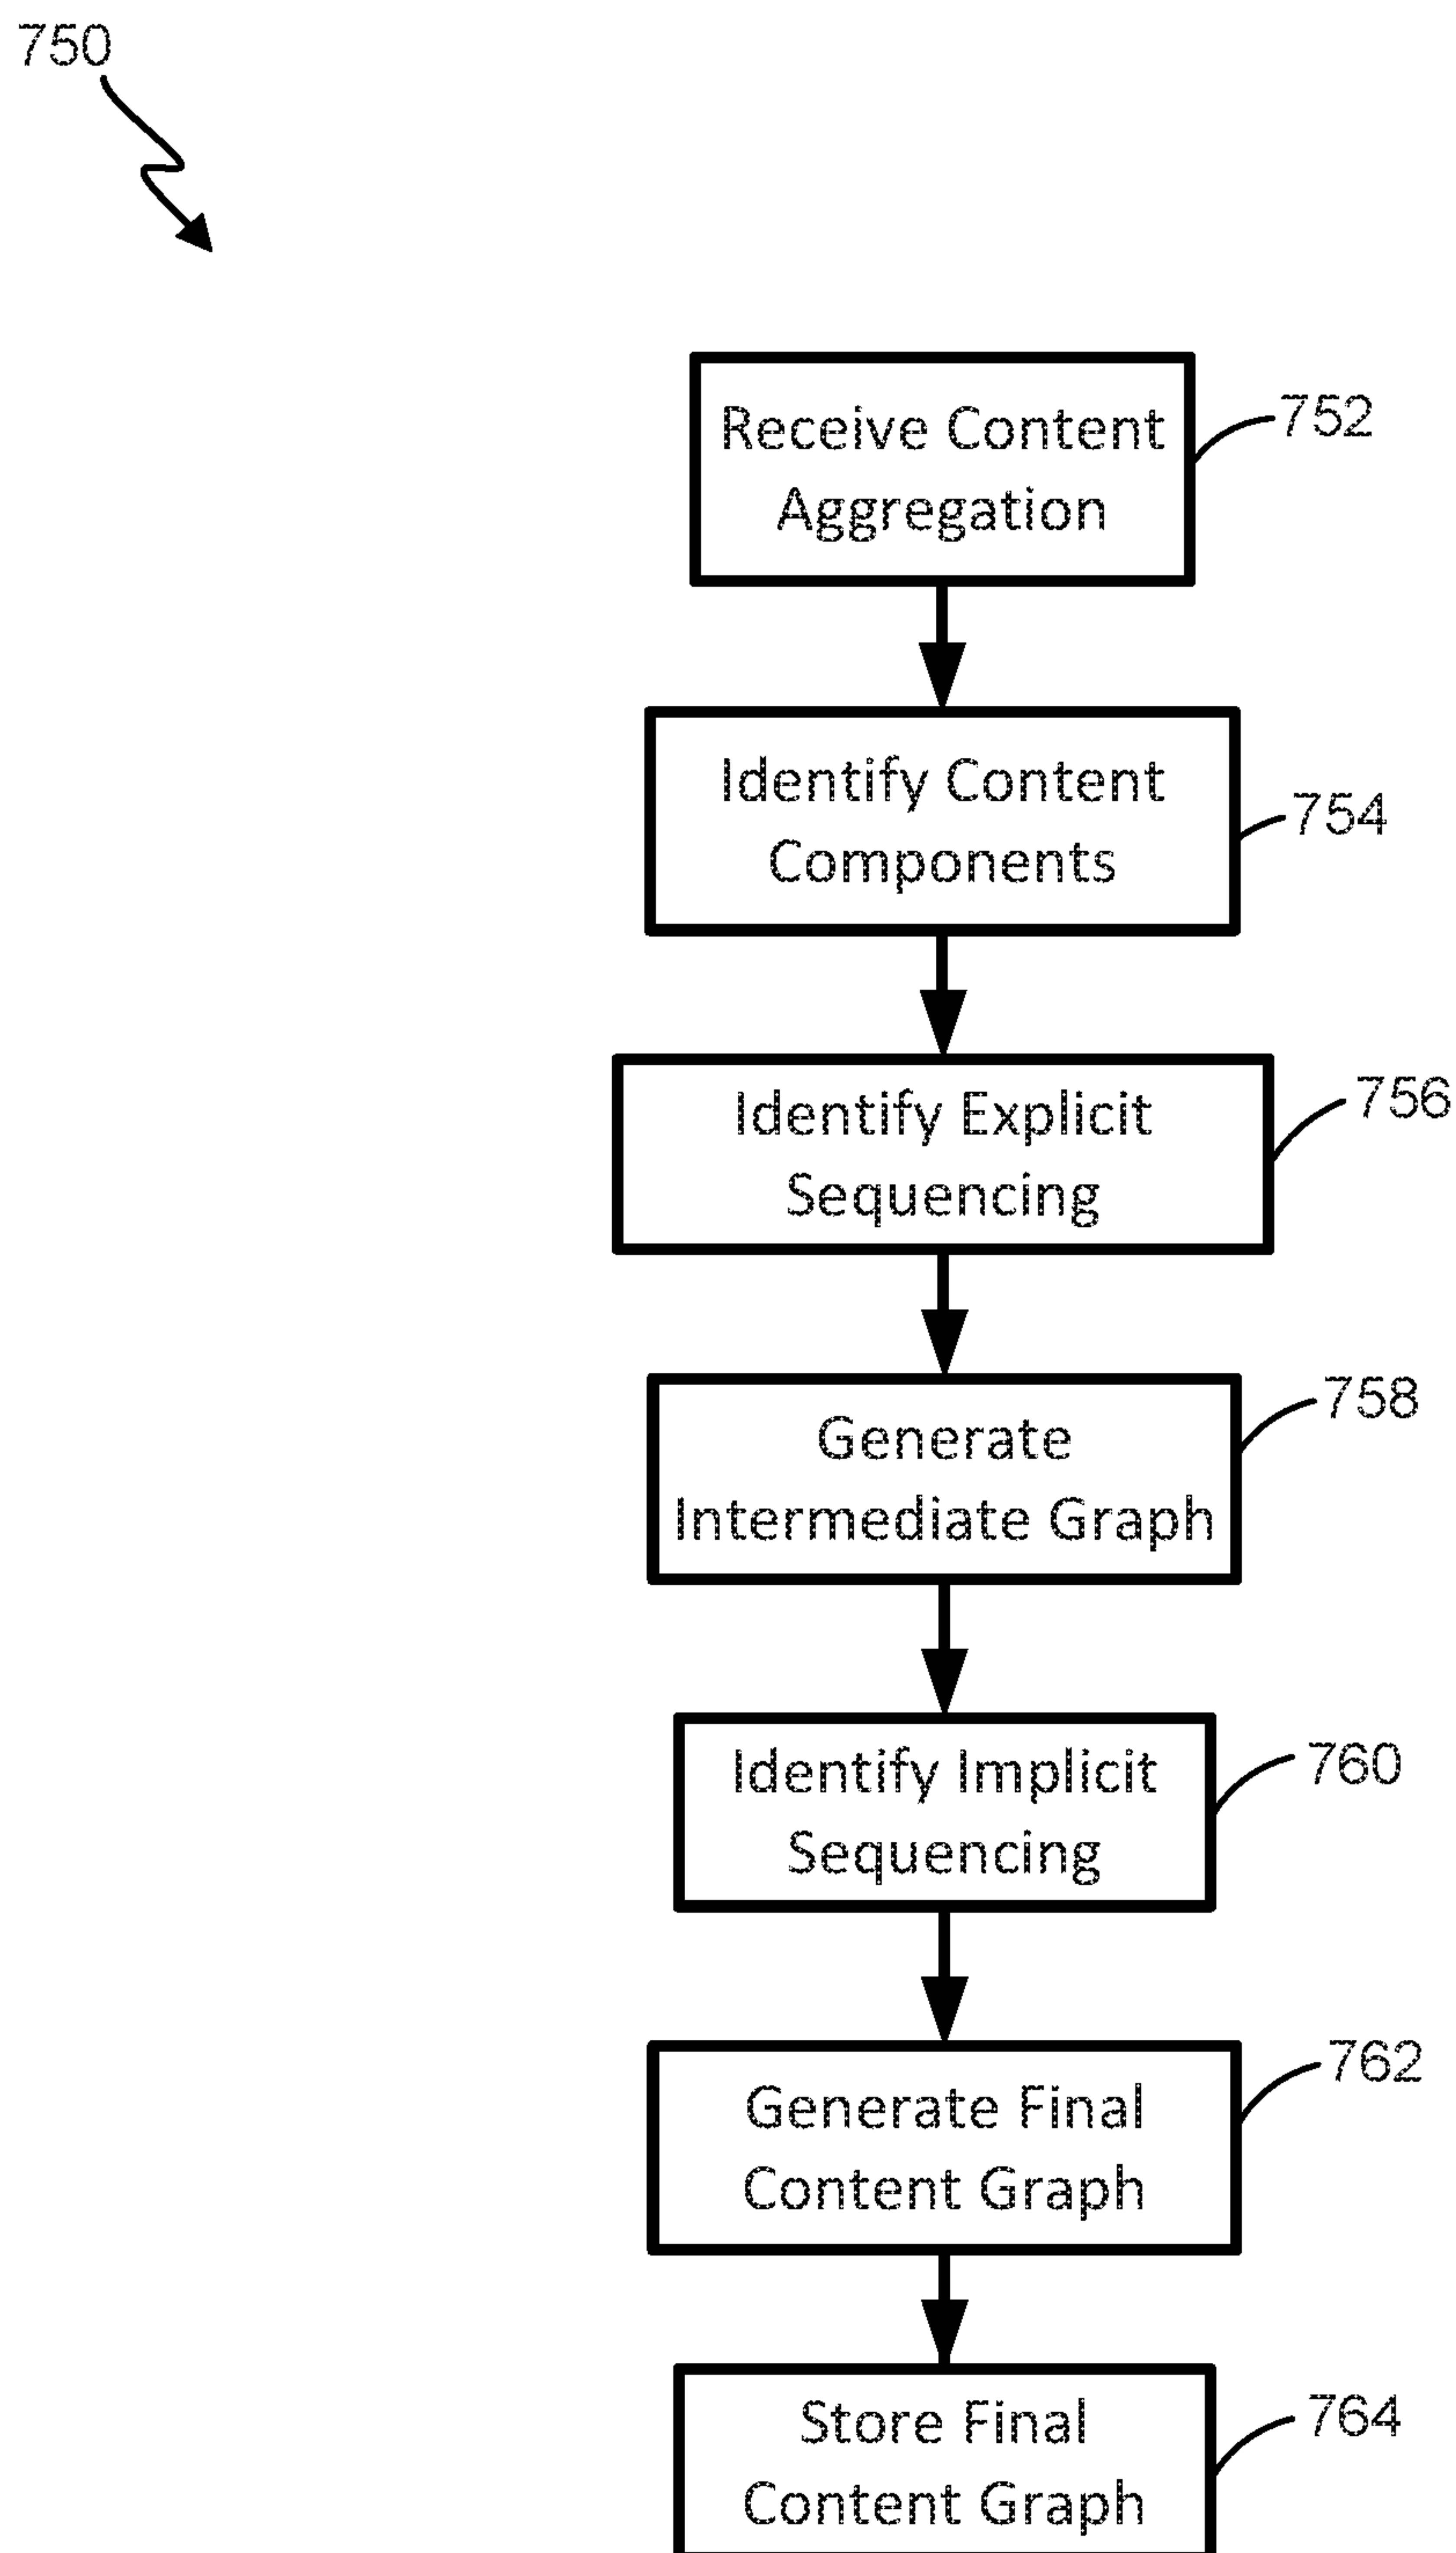 750
Receive Content
Aggregation
752
Identify Content
Components
754
Identify Explicit
Sequencing
756
Generate
Intermediate Graph
758
Identify Implicit
Sequencing
760
Generate Final
Content Graph
762
Store Final
Content Graph
764